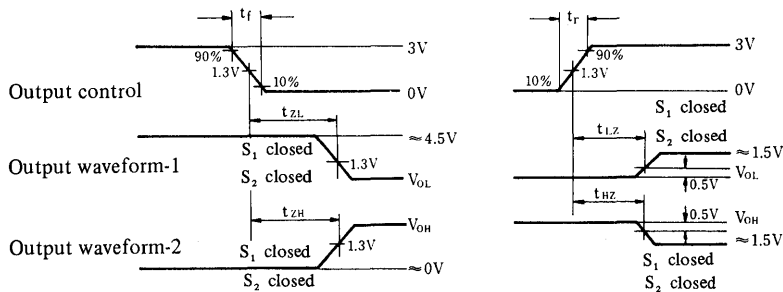 t_f
90%
3V
1.3V
10%
0V
Output control
t_r
90%
3V
1.3V
10%
0V
t_ZL
≈4.5V
S₁ closed
S₂ closed
1.3V
V_OL
Output waveform-1
S₁ closed
S₂ closed
t_LZ
≈1.5V
V_OL
0.5V
t_ZH
V_OH
1.3V
S₁ closed
S₂ closed
≈0V
Output waveform-2
t_HZ
0.5V
V_OH
≈1.5V
S₁ closed
S₂ closed